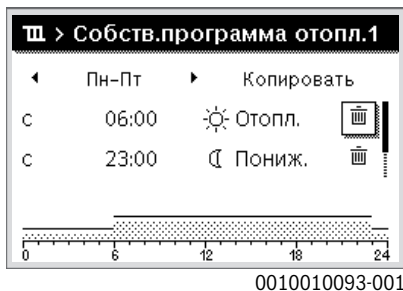 > Собств.программа отопл.1
Пн-Пт Копировать
с 06:00 Отопл.
с 23:00 Пониж.
0 6 12 18 24
0010010093-001